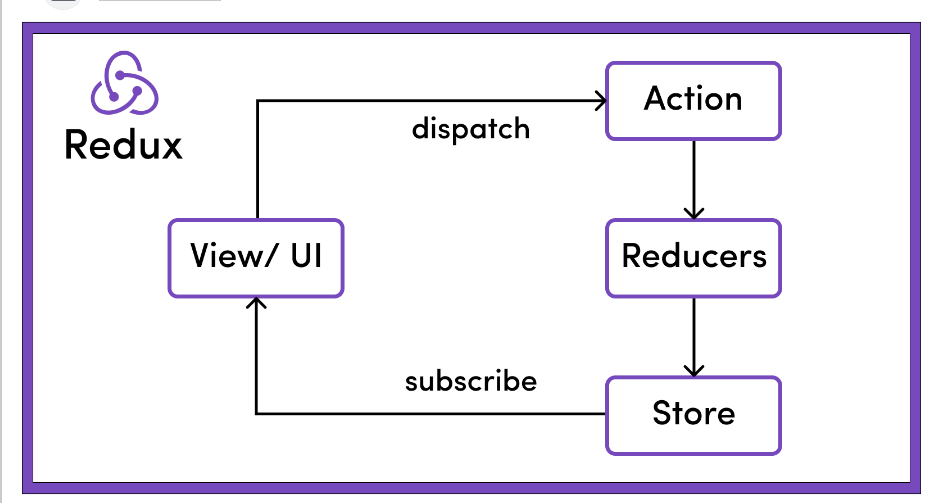 Redux
Action
dispatch
View/ UI
Reducers
subscribe
Store